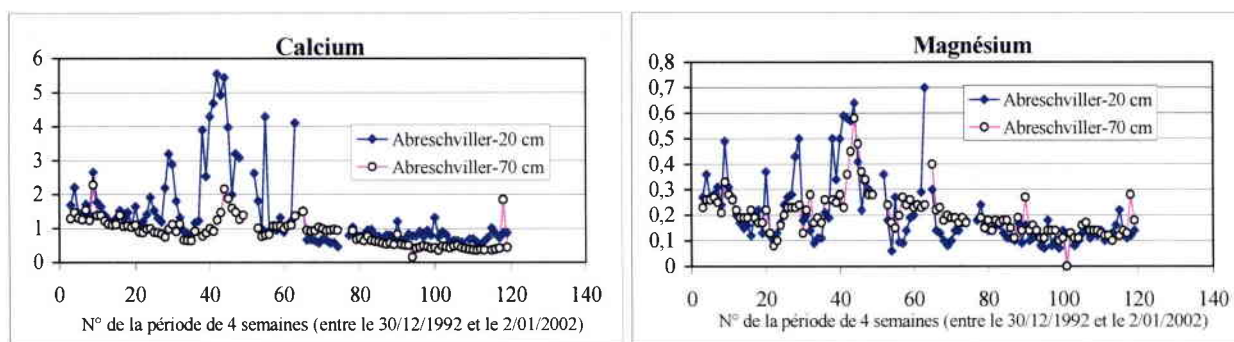 Calcium
6
5
4
3
2
1
0
Abreschviller-20 cm
Abreschviller-70 cm
0 20 40 60 80 100 120 140
N° de la période de 4 semaines (entre le 30/12/1992 et le 2/01/2002)
Magnésium
0,8
0,7
0,6
0,5
0,4
0,3
0,2
0,1
0
Abreschviller-20 cm
Abreschviller-70 cm
0 20 40 60 80 100 120 140
N° de la période de 4 semaines (entre le 30/12/1992 et le 2/01/2002)